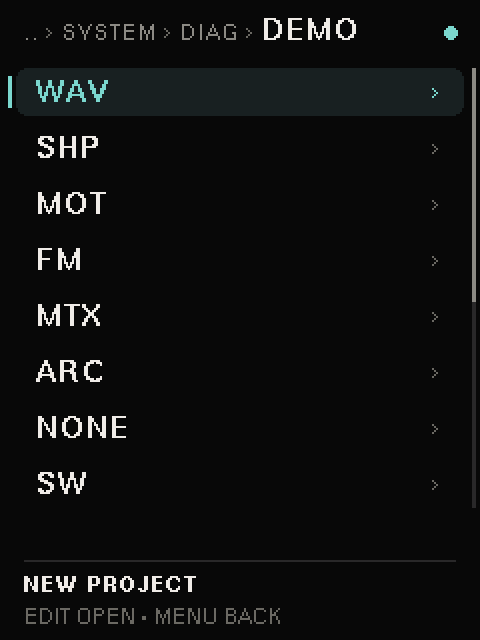 .. › SYSTEM › DIAG › DEMO
WAV ›
SHP ›
MOT ›
FM ›
MTX ›
ARC ›
NONE ›
SW ›
NEW PROJECT
EDIT OPEN • MENU BACK